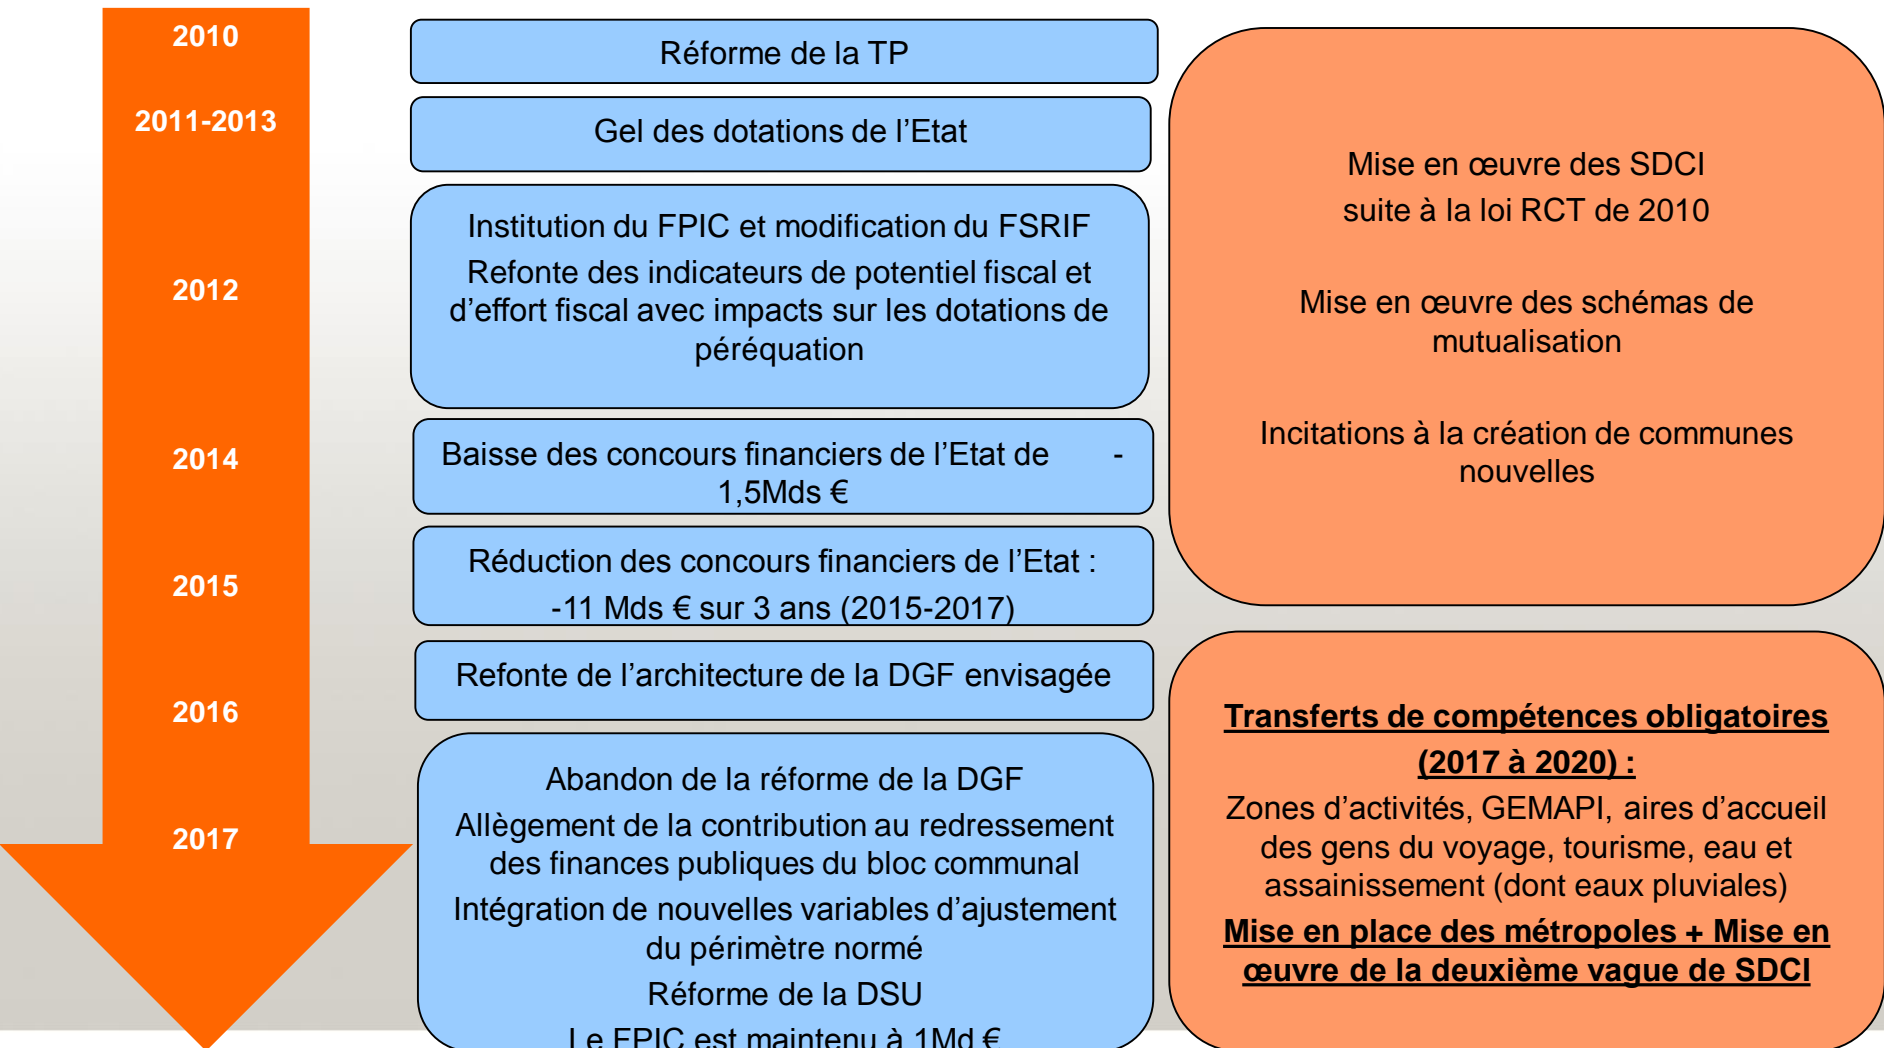 2010
2011-2013
2012
2014
2015
2016
2017
Réforme de la TP
Gel des dotations de l’Etat
Institution du FPIC et modification du FSRIF
Refonte des indicateurs de potentiel fiscal et
d’effort fiscal avec impacts sur les dotations de
péréquation
Baisse des concours financiers de l’Etat de -
1,5Mds €
Réduction des concours financiers de l’Etat :
-11 Mds € sur 3 ans (2015-2017)
Refonte de l’architecture de la DGF envisagée
Abandon de la réforme de la DGF
Allègement de la contribution au redressement
des finances publiques du bloc communal
Intégration de nouvelles variables d’ajustement
du périmètre normé
Réforme de la DSU
Le FPIC est maintenu à 1Md €
Mise en œuvre des SDCI
suite à la loi RCT de 2010
Mise en œuvre des schémas de
mutualisation
Incitations à la création de communes
nouvelles
Transferts de compétences obligatoires
(2017 à 2020) :
Zones d’activités, GEMAPI, aires d’accueil
des gens du voyage, tourisme, eau et
assainissement (dont eaux pluviales)
Mise en place des métropoles + Mise en
œuvre de la deuxième vague de SDCI